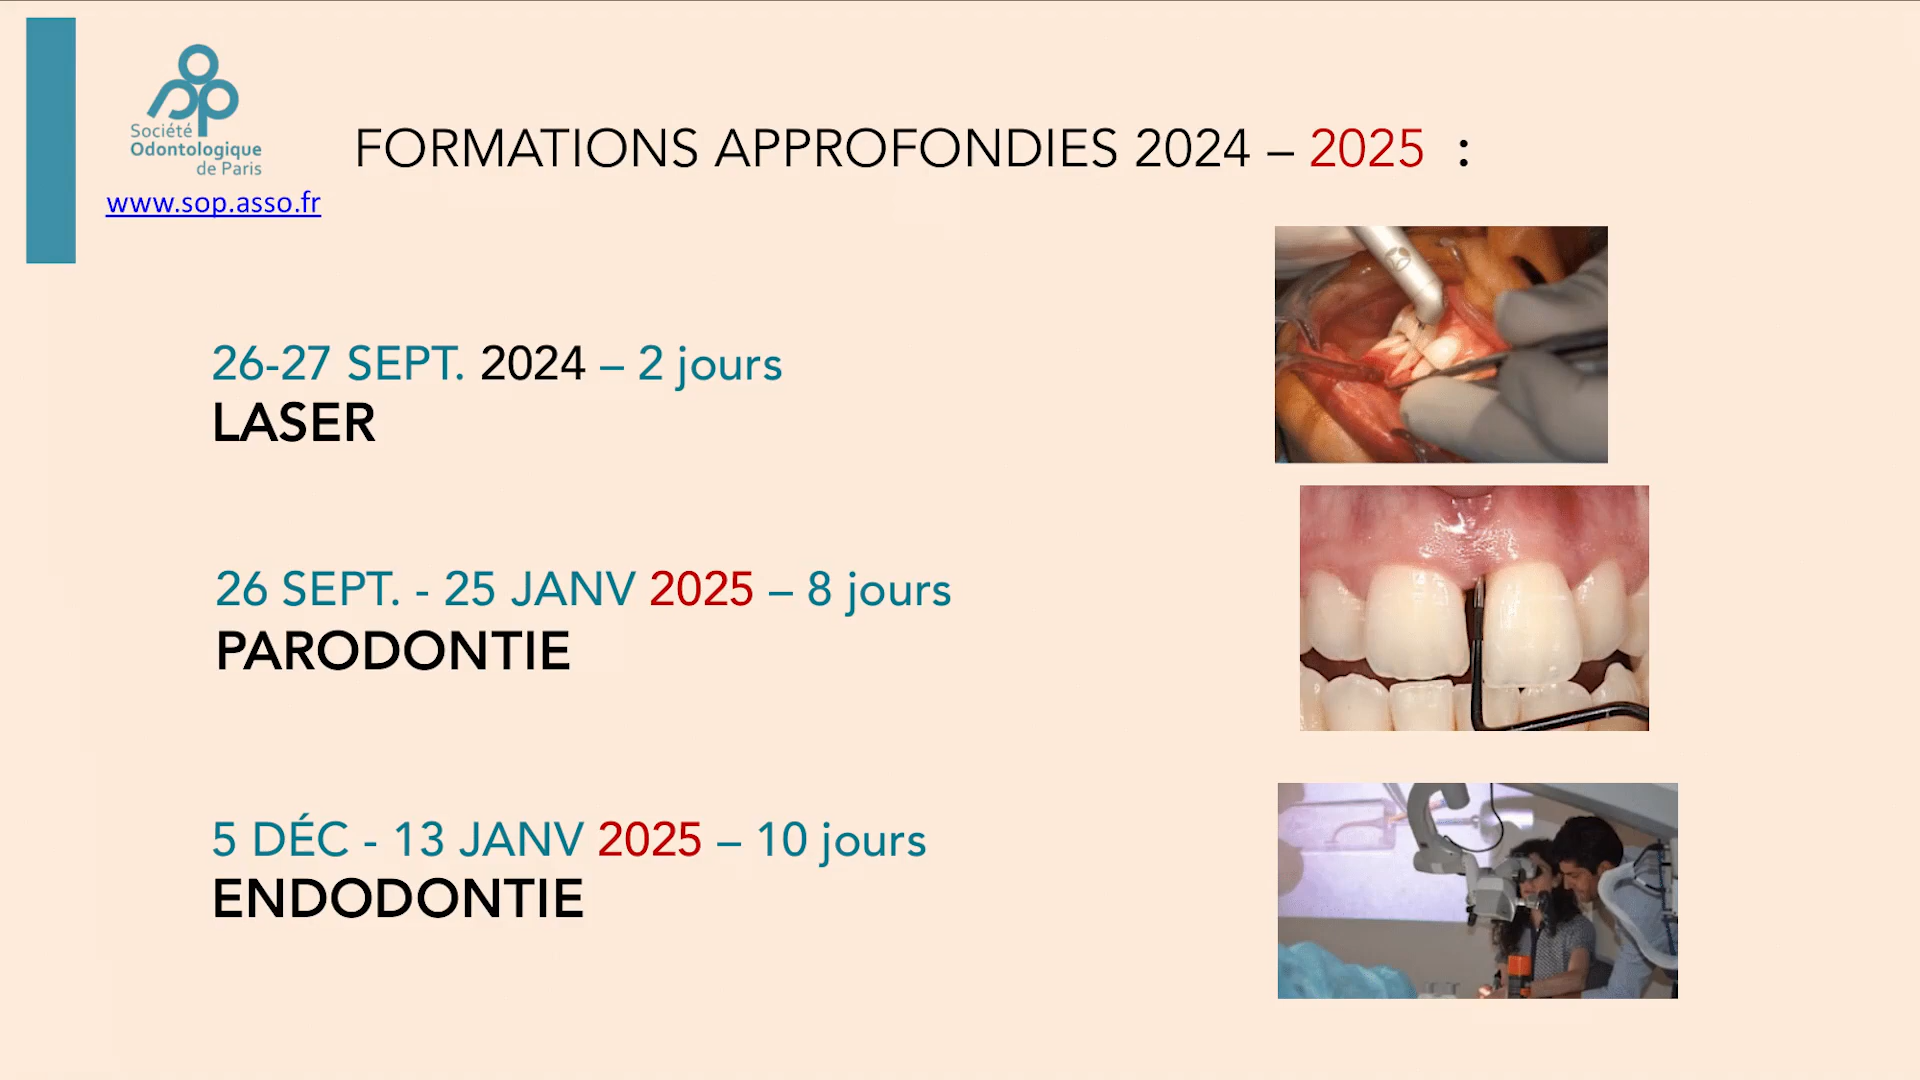 Société
Odontologique
de Paris
www.sop.asso.fr
FORMATIONS APPROFONDIES 2024 – 2025 :
26-27 SEPT. 2024 – 2 jours
LASER
26 SEPT. - 25 JANV 2025 – 8 jours
PARODONTIE
5 DÉC - 13 JANV 2025 – 10 jours
ENDODONTIE